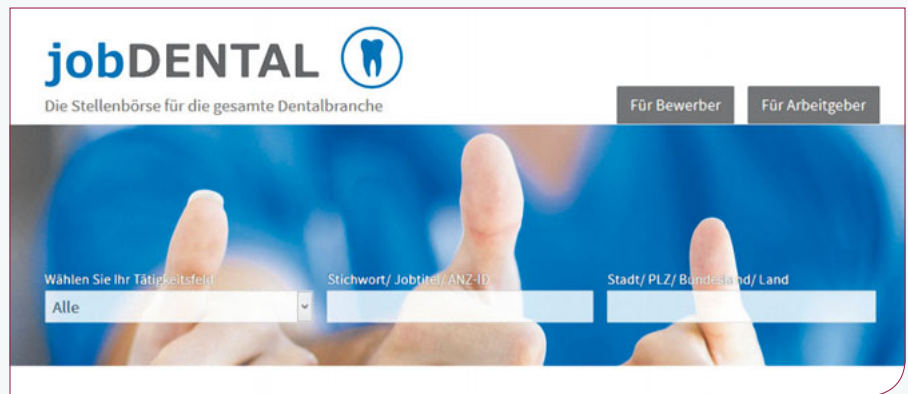 jobDENTAL
Die Stellenbörse für die gesamte Dentalbranche
Für Bewerber
Für Arbeitgeber
Wählen Sie Ihr Tätigkeitsfeld
Stichwort/ Jobtitel/ ANZ-ID
Stadt/ PLZ/ Bundesland/ Land
Alle